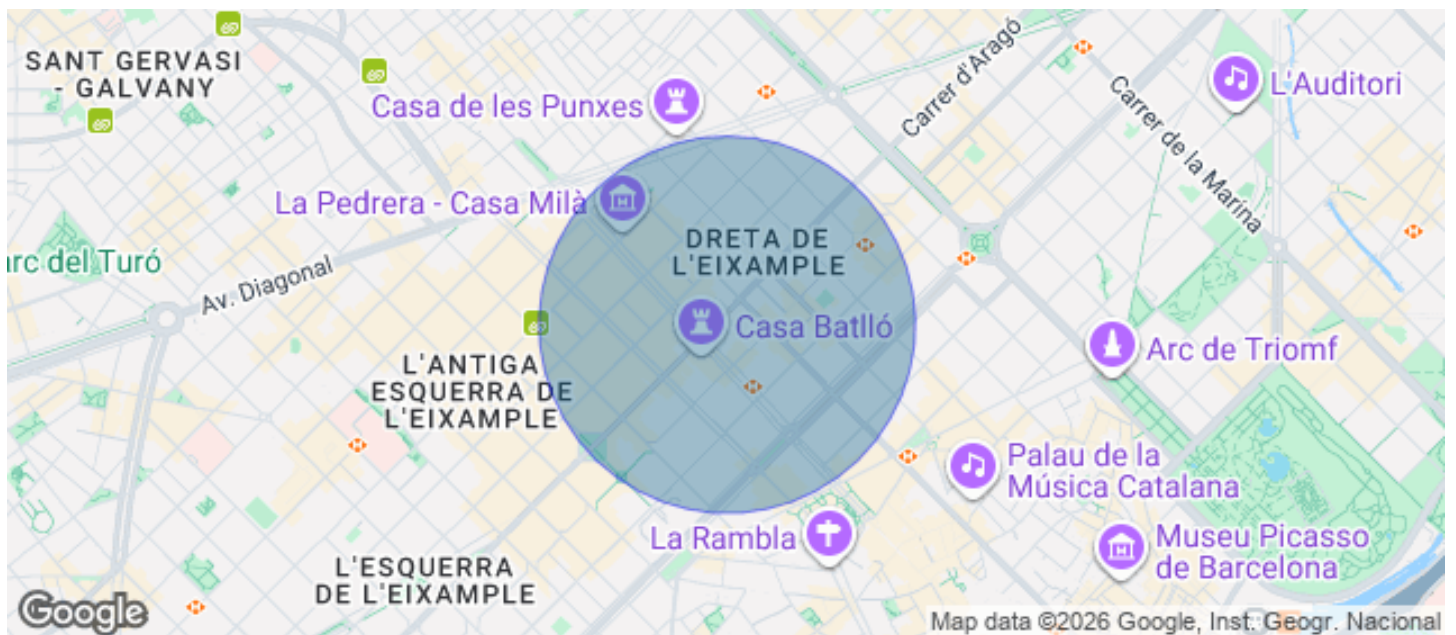 SANT GERVASI
- GALVANY
Casa de les Punxes
Carrer d'Aragó
L'Auditori
Carrer de la Marina
La Pedrera - Casa Milà
DRETA DE
L'EIXAMPLE
arc del Turó
Av. Diagonal
Casa Batlló
Arc de Triomf
L'ANTIGA
ESQUERRA DE
L'EIXAMPLE
Palau de la
Música Catalana
La Rambla
Museu Picasso
de Barcelona
L'ESQUERRA
DE L'EIXAMPLE
Google
Map data ©2026 Google, Inst. Geogr. Nacional